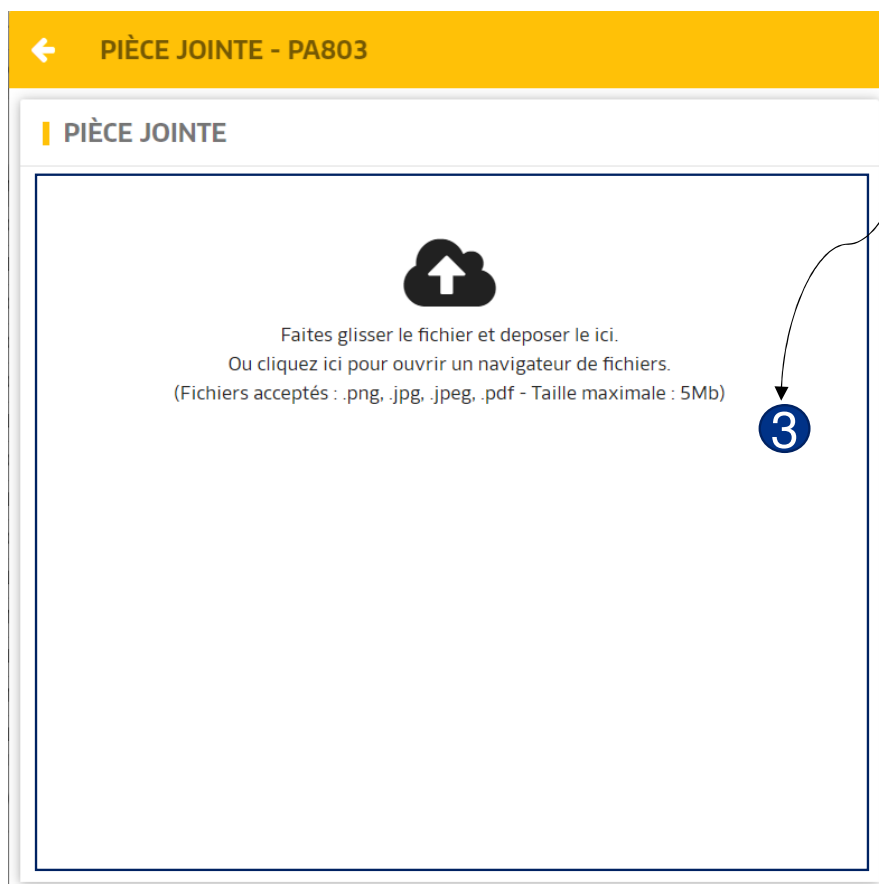 PIÈCE JOINTE - PA803
PIÈCE JOINTE
Faites glisser le fichier et deposer le ici.
Ou cliquez ici pour ouvrir un navigateur de fichiers.
(Fichiers acceptés : .png, .jpg, .jpeg, .pdf - Taille maximale : 5Mb)
3